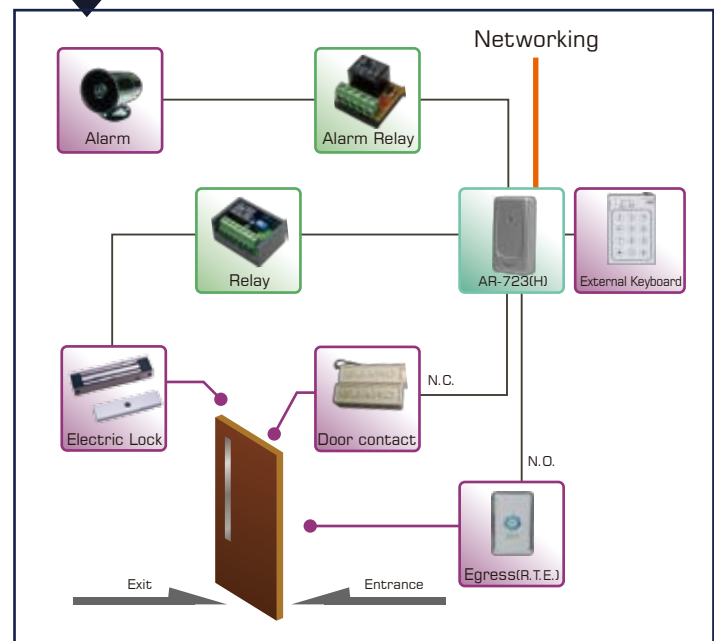 Networking
Alarm
Alarm Relay
Relay
AR-723(H)
External Keyboard
Electric Lock
Door contact
N.C.
N.O.
Egress(R.T.E.)
Exit
Entrance